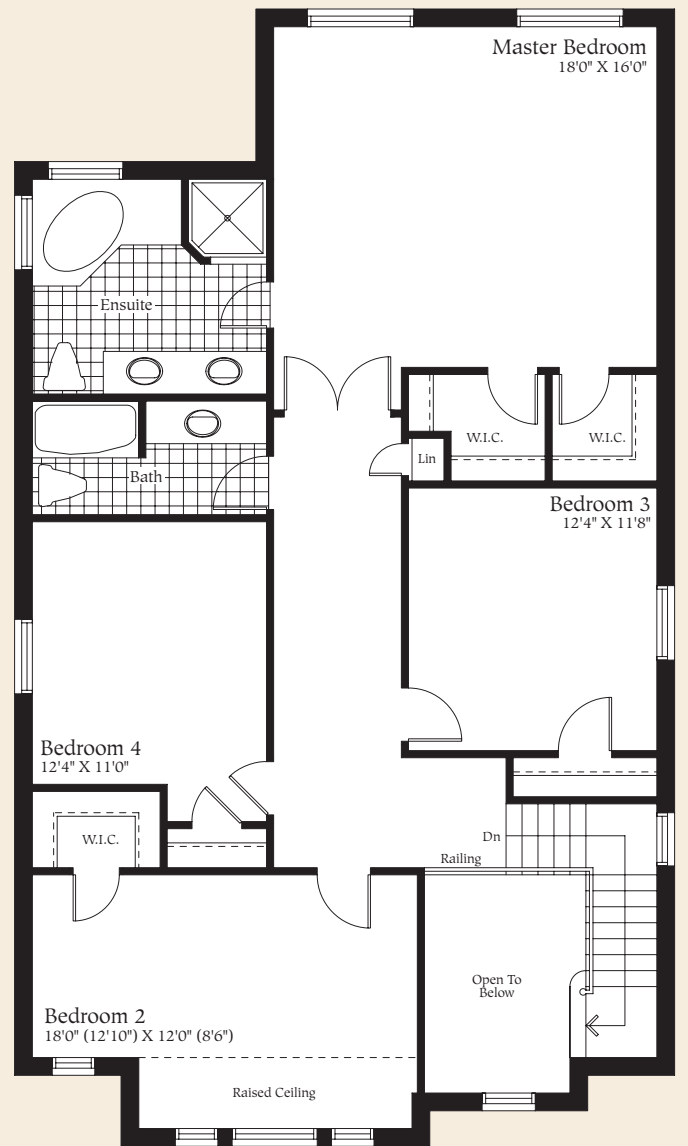 Master Bedroom
18'0" X 16'0"
Ensuite
W.I.C.
W.I.C.
Lin
Bath
Bedroom 3
12'4" X 11'8"
Bedroom 4
12'4" X 11'0"
W.I.C.
Dn
Railing
Open To
Below
Bedroom 2
18'0" (12'10") X 12'0" (8'6")
Raised Ceiling